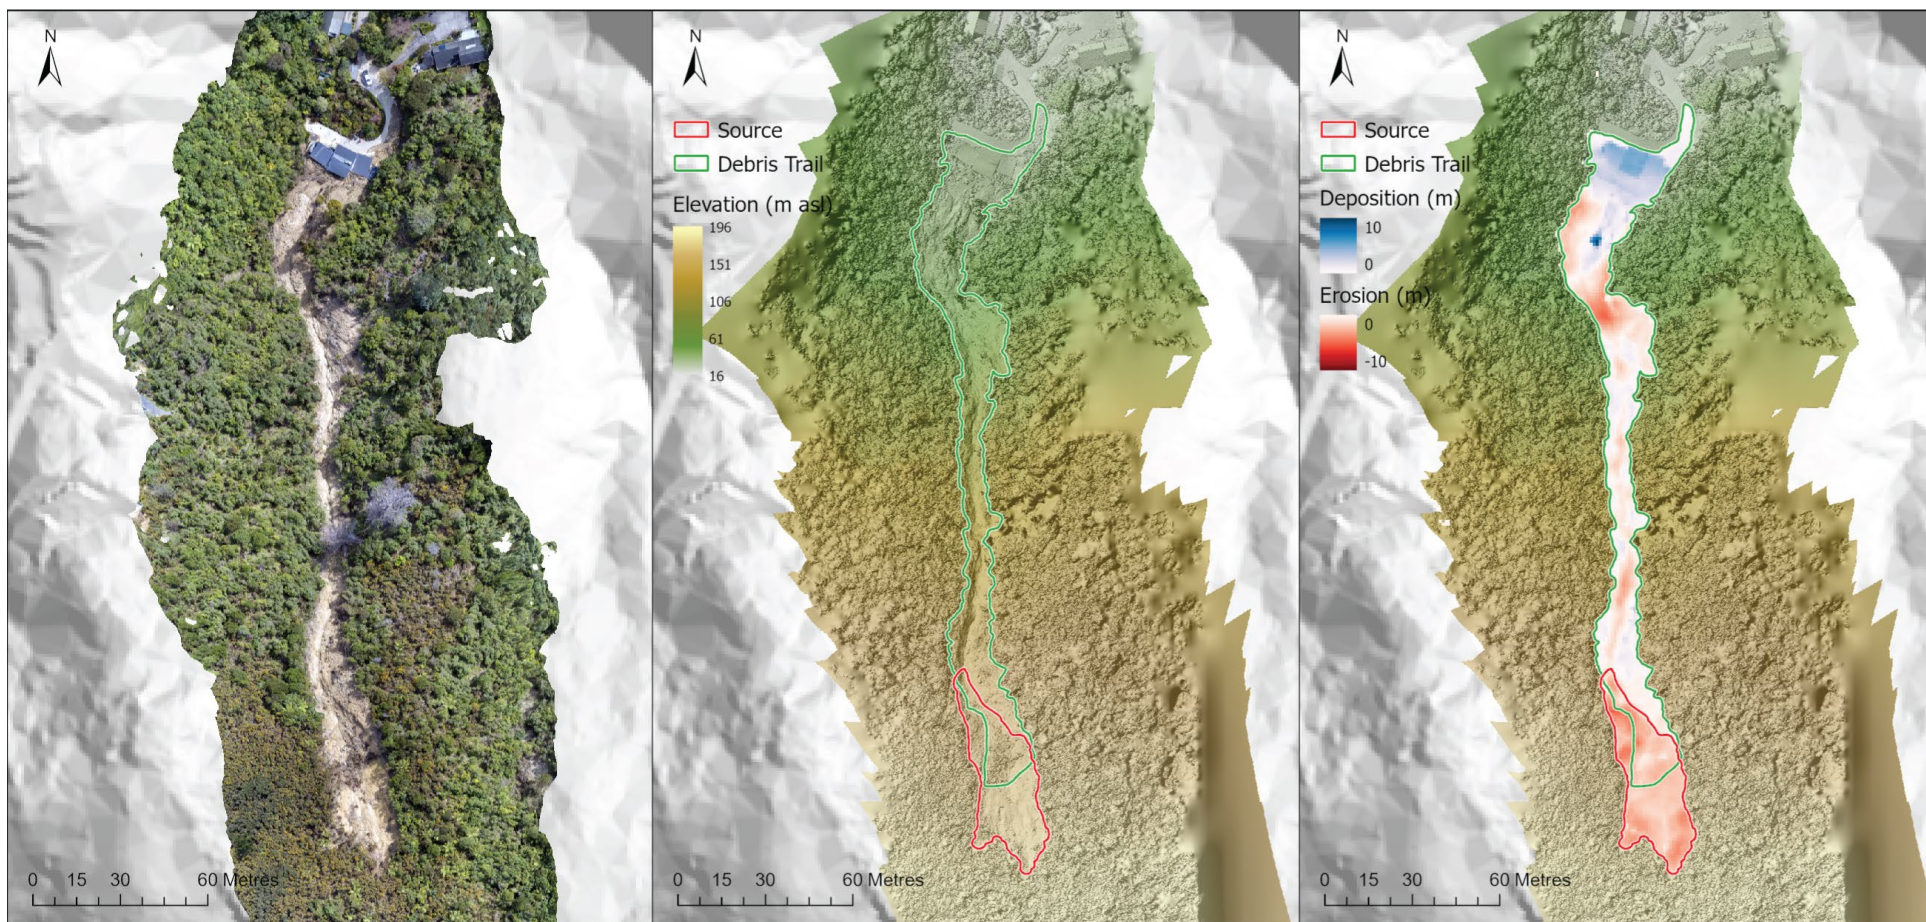 N
0 15 30 60 Metres
N
Source
Debris Trail
Elevation (m asl)
196
151
106
61
16
0 15 30 60 Metres
N
Source
Debris Trail
Deposition (m)
10
0
Erosion (m)
0
-10
0 15 30 60 Metres